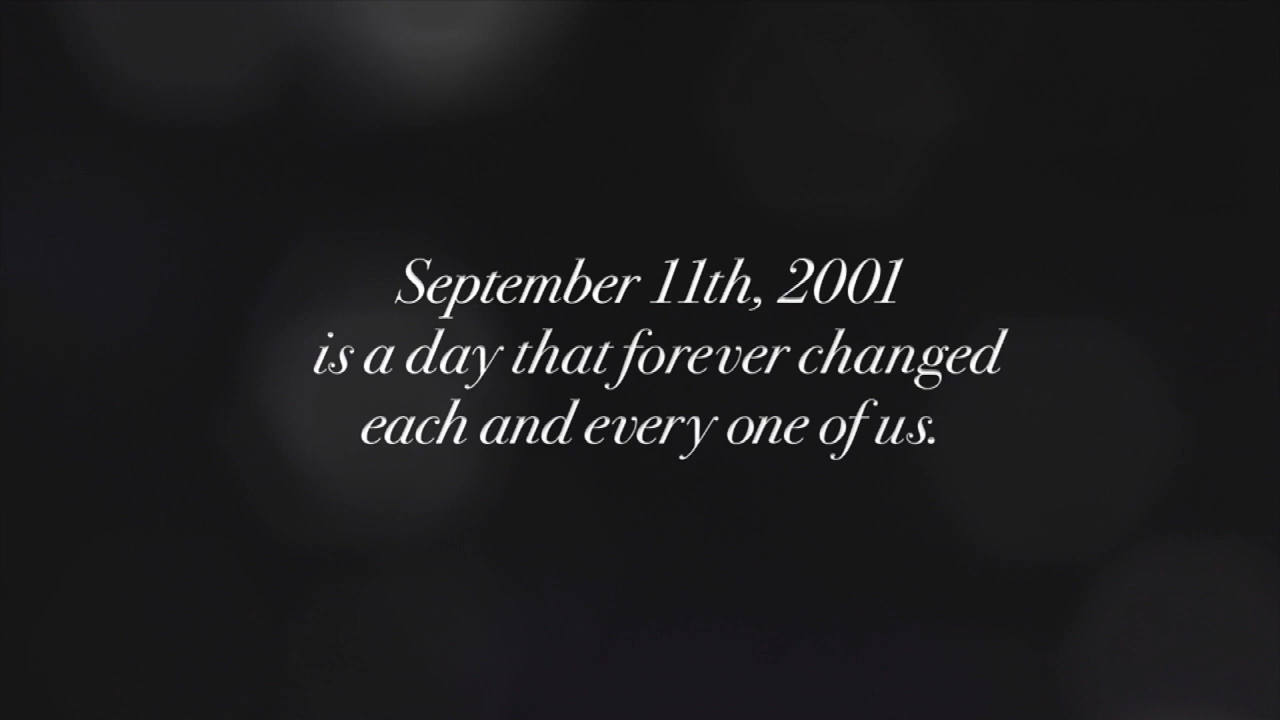 September 11th, 2001
is a day that forever changed
each and every one of us.